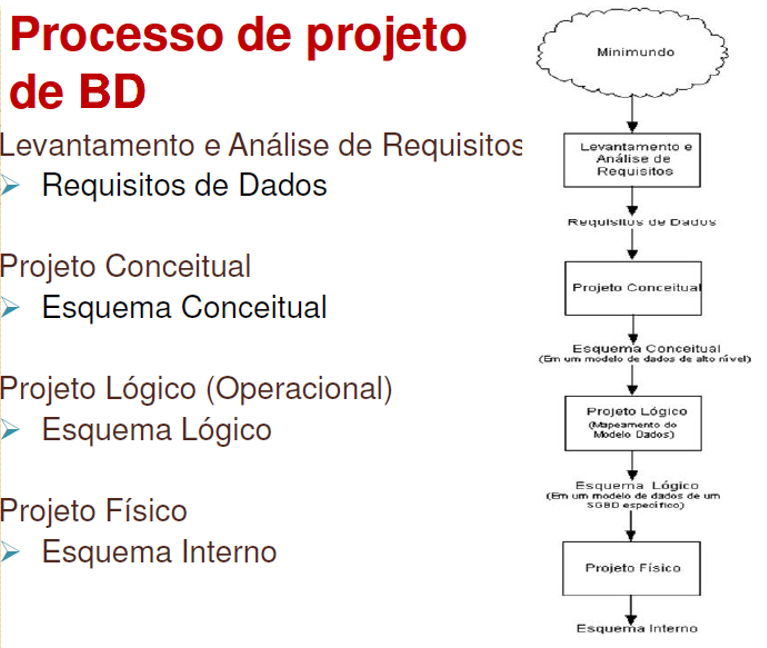 Processo de projeto
de BD
Levantamento e Análise de Requisitos
Requisitos de Dados
Projeto Conceitual
Esquema Conceitual
Projeto Lógico (Operacional)
Esquema Lógico
Projeto Físico
Esquema Interno
Minimundo
Levantamento e
Análise de
Requisitos
Requisitos de Dados
Projeto Conceitual
Esquema Conceitual
(Em um modelo de dados de alto nível)
Projeto Lógico
(Mapeamento do
Modelo Dados)
Esquema Lógico
(Em um modelo de dados de um
SGBD específico)
Projeto Físico
Esquema Interno